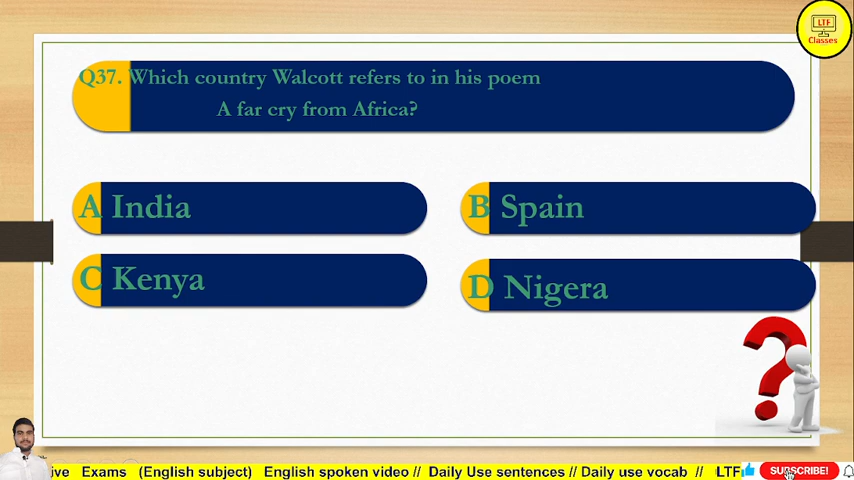 LTF
Classes
Q37. Which country Walcott refers to in his poem
A far cry from Africa?
A India
B Spain
C Kenya
D Nigera
ive Exams (English subject) English spoken video // Daily Use sentences // Daily use vocab // LTF
SUBSCRIBE!